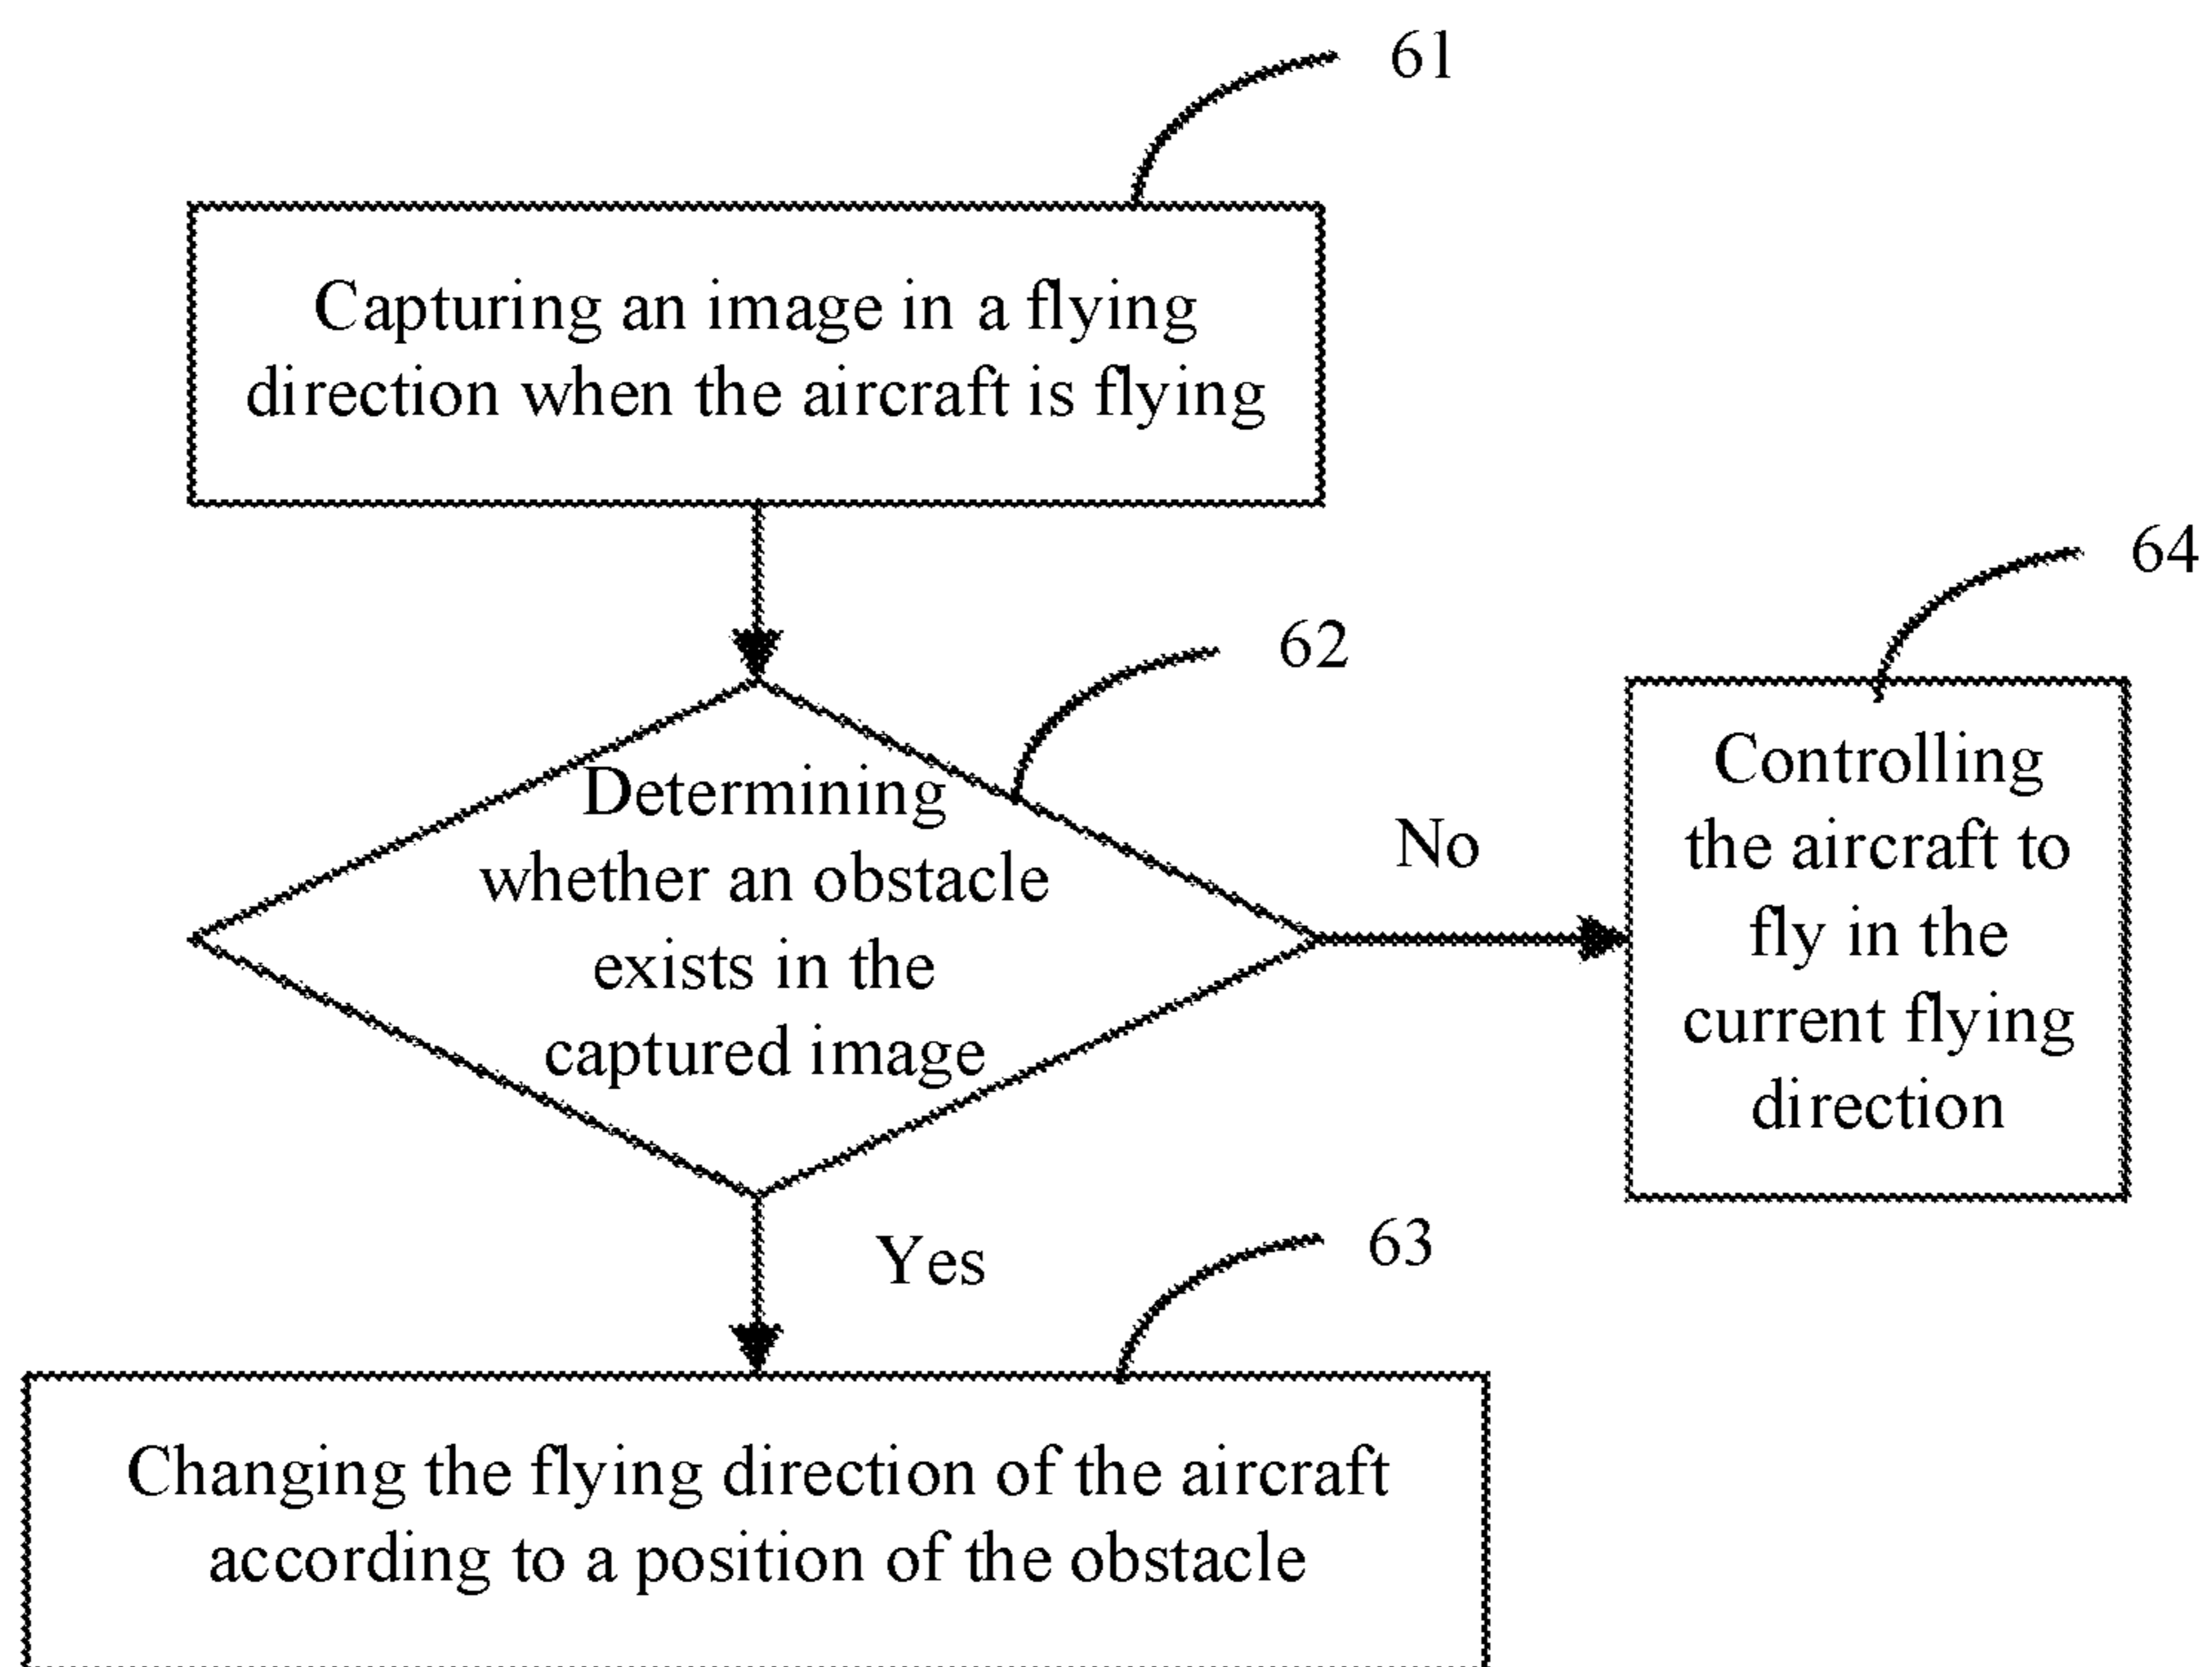 61
Capturing an image in a flying
direction when the aircraft is flying
62
Determining
whether an obstacle
exists in the
captured image
No
64
Controlling
the aircraft to
fly in the
current flying
direction
Yes
63
Changing the flying direction of the aircraft
according to a position of the obstacle